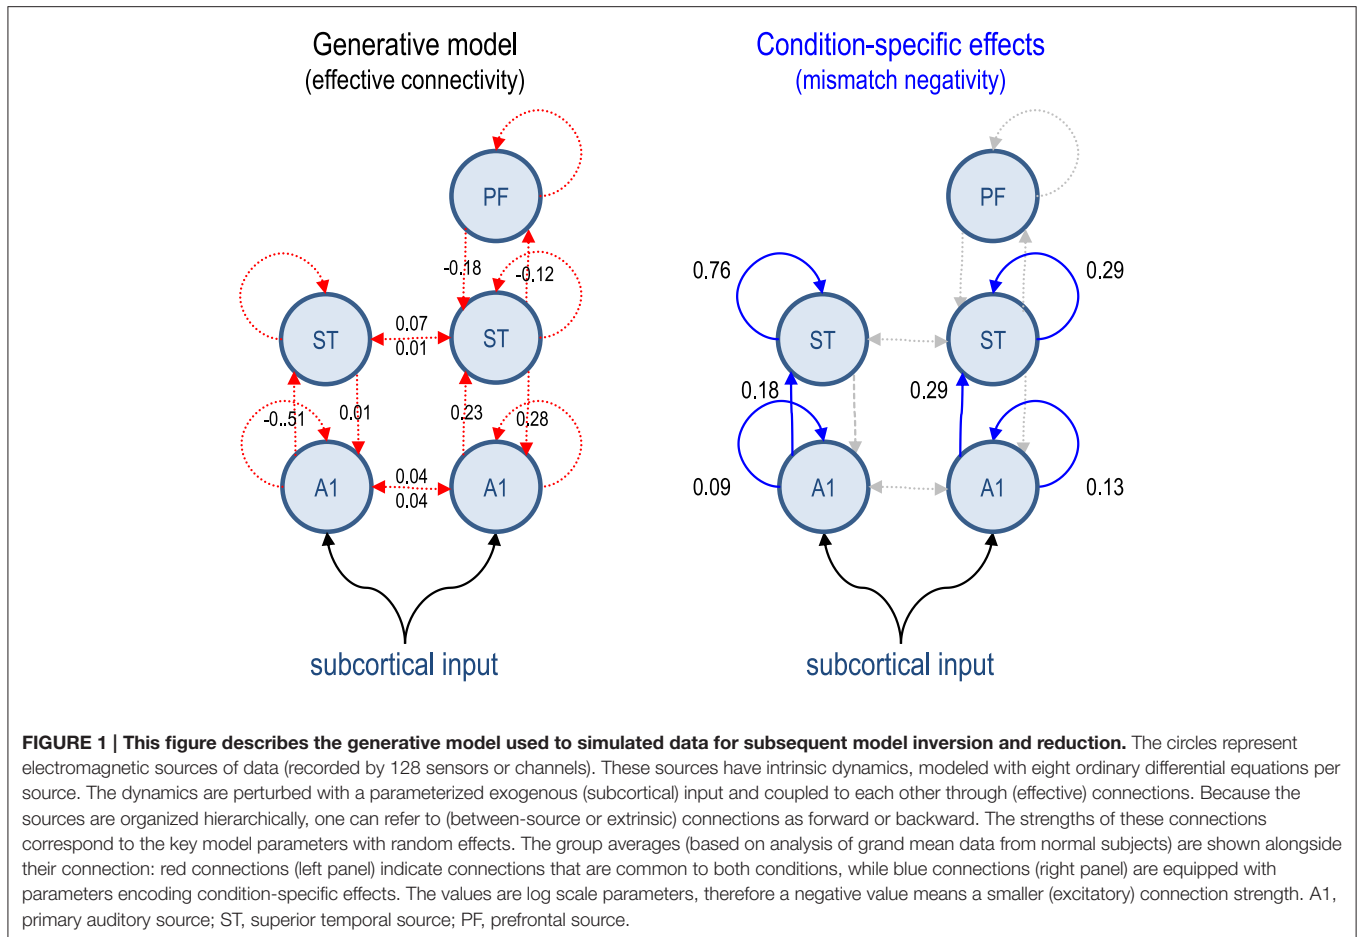 Generative model
(effective connectivity)
Condition-specific effects
(mismatch negativity)
PF
PF
-0.18
-0.12
0.76
0.29
ST
0.07
0.01
ST
ST
ST
-0..51
0.01
0.23
0.28
0.18
0.29
A1
0.04
0.04
A1
0.09
A1
A1
0.13
subcortical input
subcortical input
FIGURE 1 | This figure describes the generative model used to simulated data for subsequent model inversion and reduction. The circles represent
electromagnetic sources of data (recorded by 128 sensors or channels). These sources have intrinsic dynamics, modeled with eight ordinary differential equations per
source. The dynamics are perturbed with a parameterized exogenous (subcortical) input and coupled to each other through (effective) connections. Because the
sources are organized hierarchically, one can refer to (between-source or extrinsic) connections as forward or backward. The strengths of these connections
correspond to the key model parameters with random effects. The group averages (based on analysis of grand mean data from normal subjects) are shown alongside
their connection: red connections (left panel) indicate connections that are common to both conditions, while blue connections (right panel) are equipped with
parameters encoding condition-specific effects. The values are log scale parameters, therefore a negative value means a smaller (excitatory) connection strength. A1,
primary auditory source; ST, superior temporal source; PF, prefrontal source.